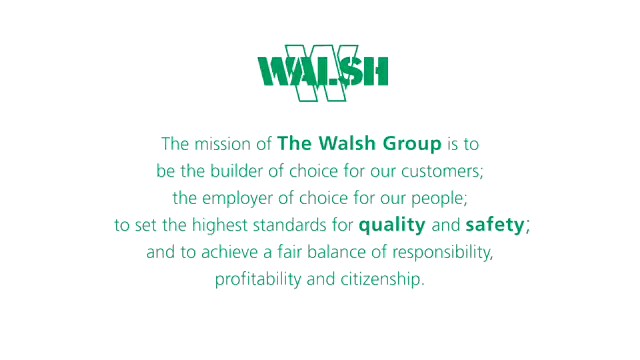 WALSH
The mission of The Walsh Group is to
be the builder of choice for our customers;
the employer of choice for our people;
to set the highest standards for quality and safety;
and to achieve a fair balance of responsibility,
profitability and citizenship.